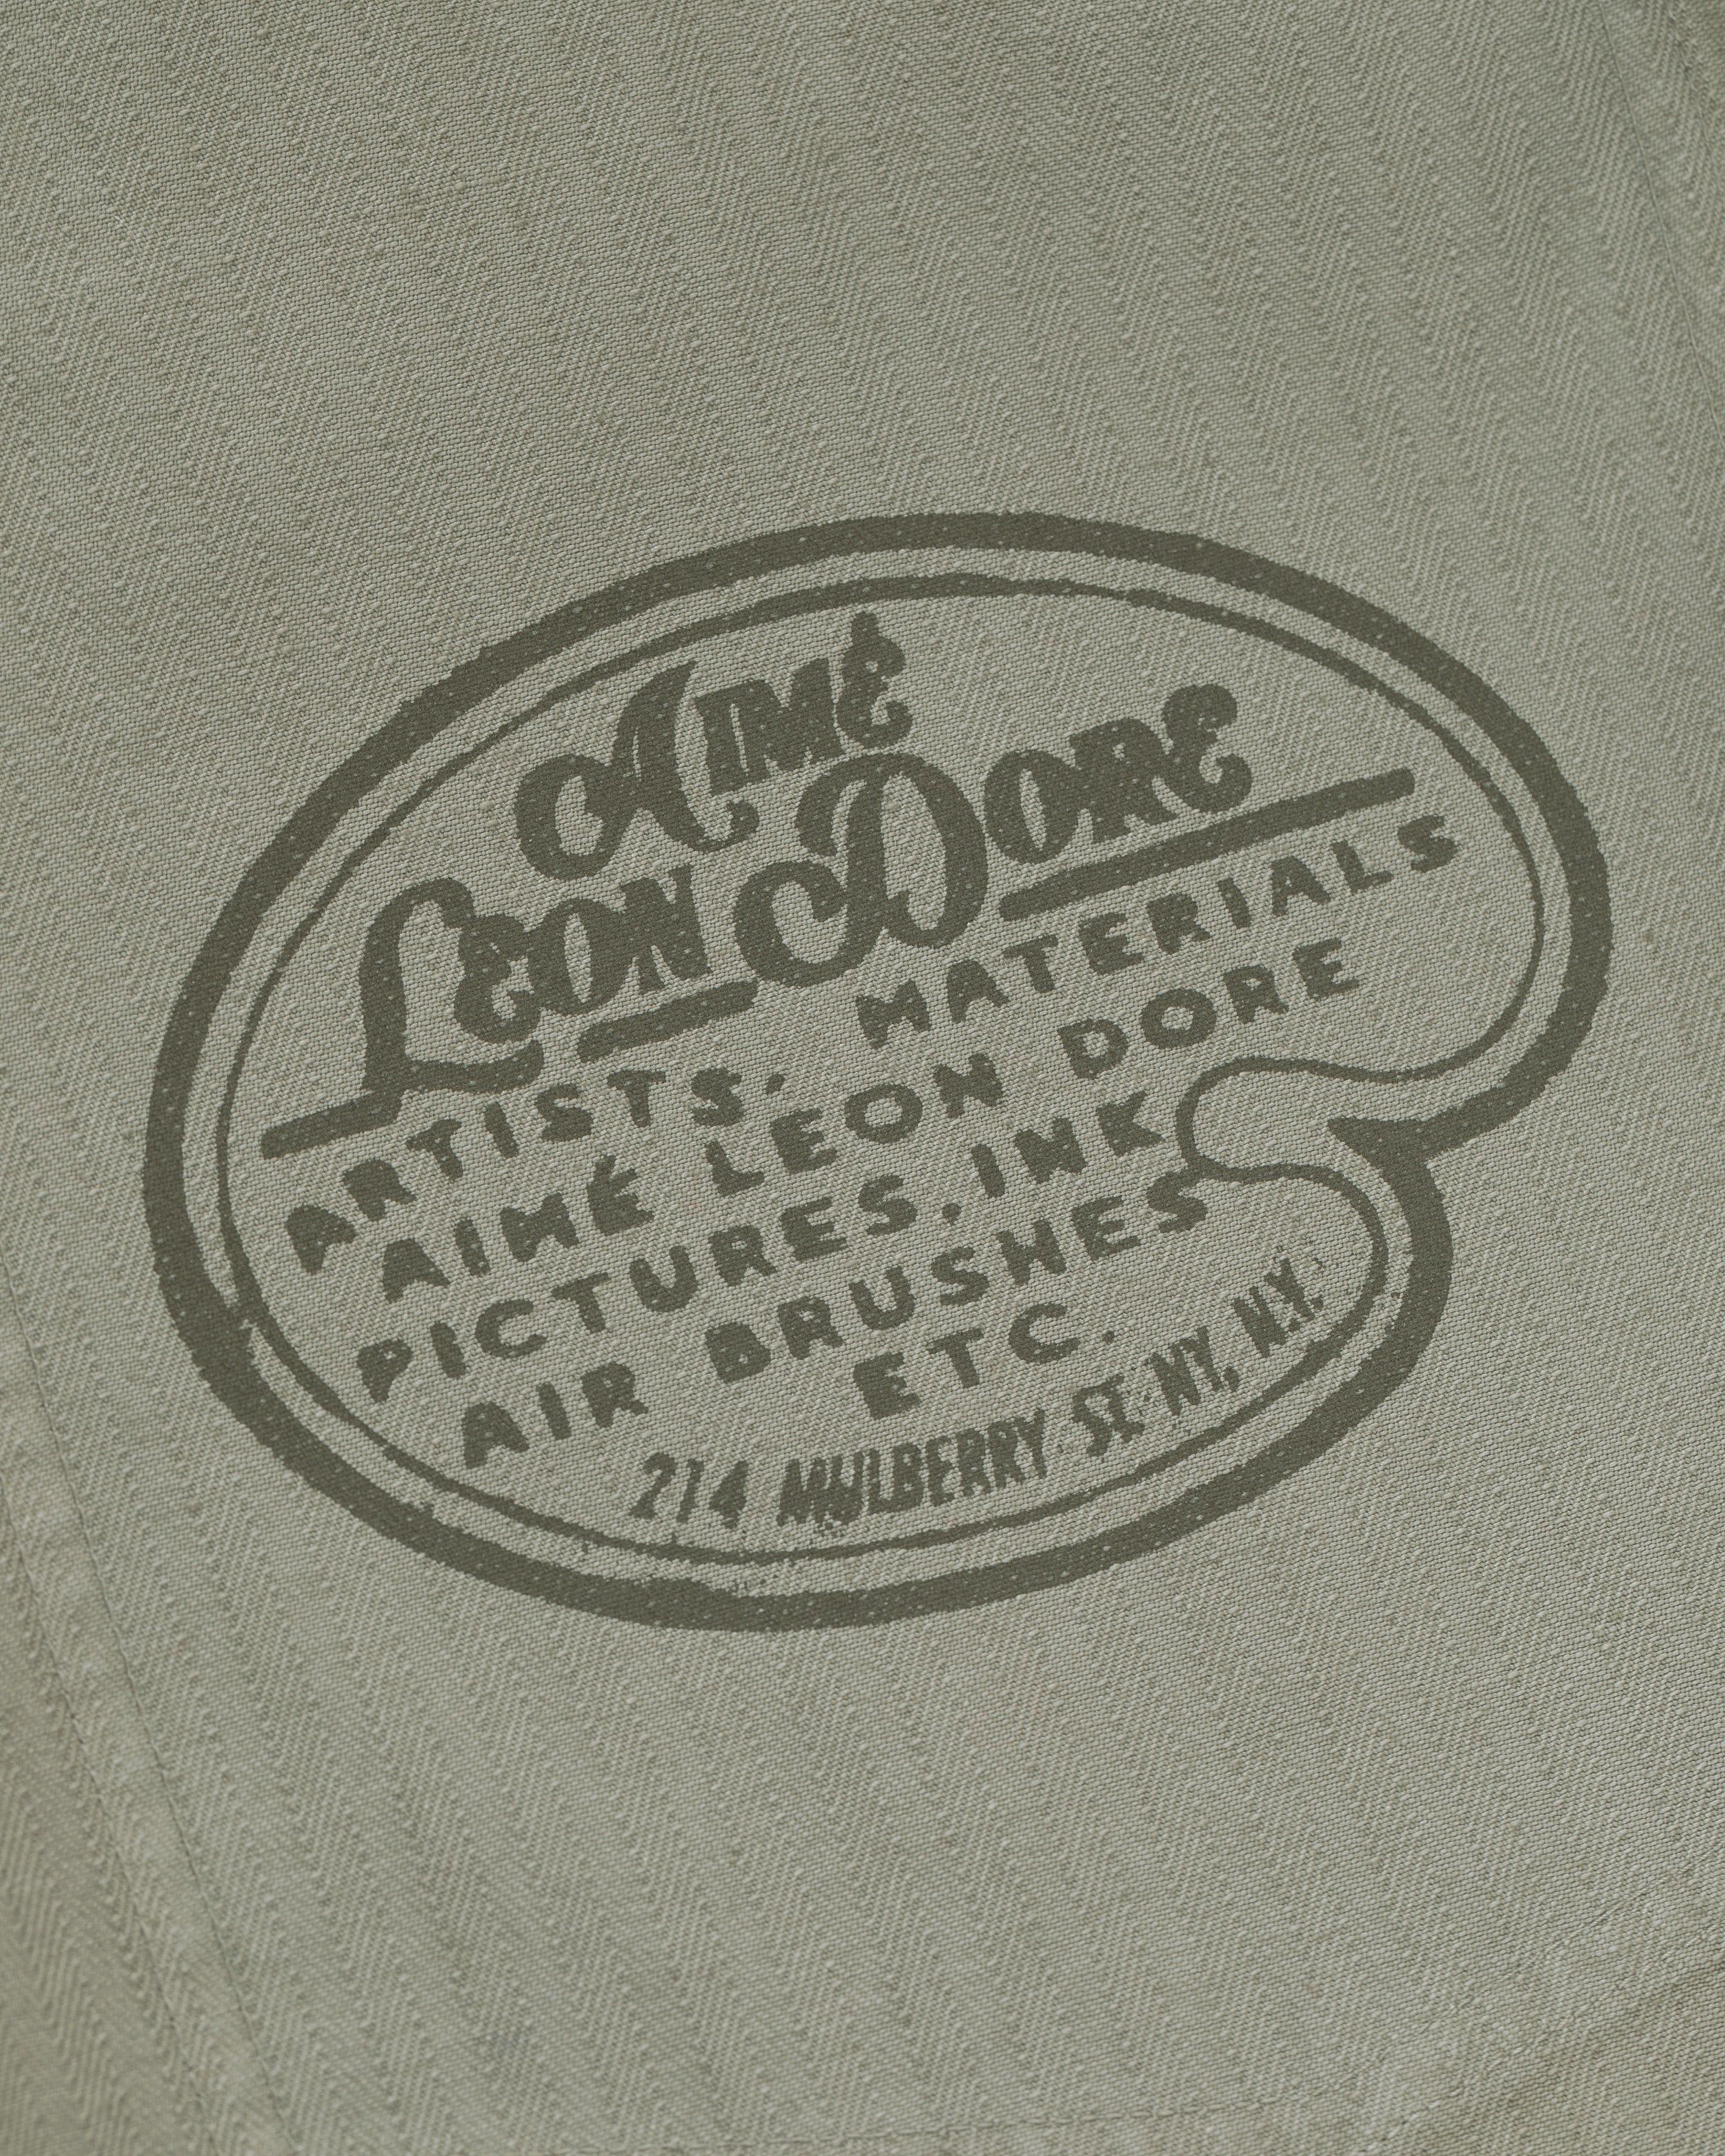 AIMÉ
LEON DORE
ARTISTS' MATERIALS
AIMÉ LEON DORE
PICTURES, INK
AIR BRUSHES
ETC.
214 MULBERRY ST. NY, N.Y.